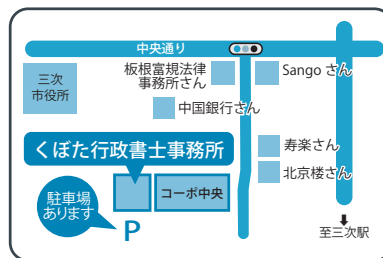 中央通り
三次
市役所
板根富規法律
事務所さん
Sango さん
中国銀行さん
くぼた行政書士事務所
寿楽さん
北京楼さん
駐車場
あります
コーポ中央
P
至三次駅